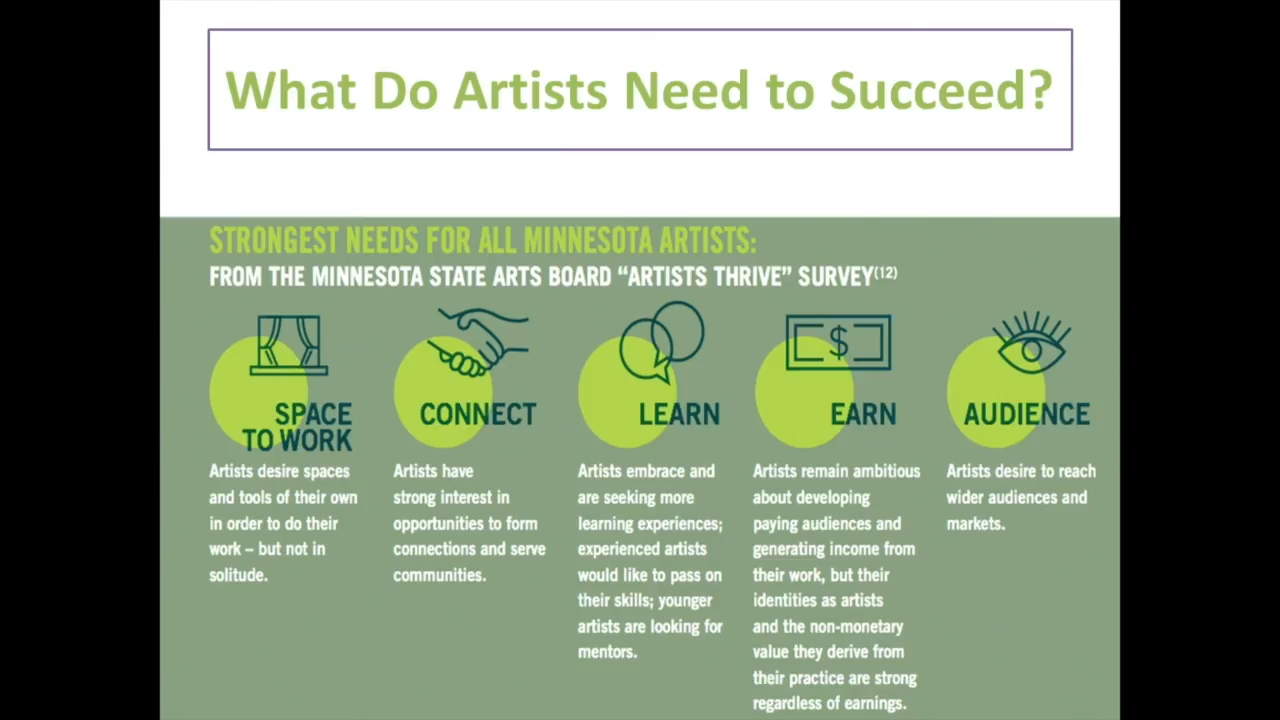 What Do Artists Need to Succeed?
STRONGEST NEEDS FOR ALL MINNESOTA ARTISTS:
FROM THE MINNESOTA STATE ARTS BOARD “ARTISTS THRIVE” SURVEY(12)
SPACE
TO WORK
Artists desire spaces
and tools of their own
in order to do their
work – but not in
solitude.
CONNECT
Artists have
strong interest in
opportunities to form
connections and serve
communities.
LEARN
Artists embrace and
are seeking more
learning experiences;
experienced artists
would like to pass on
their skills; younger
artists are looking for
mentors.
$
EARN
Artists remain ambitious
about developing
paying audiences and
generating income from
their work, but their
identities as artists
and the non-monetary
value they derive from
their practice are strong
regardless of earnings.
AUDIENCE
Artists desire to reach
wider audiences and
markets.